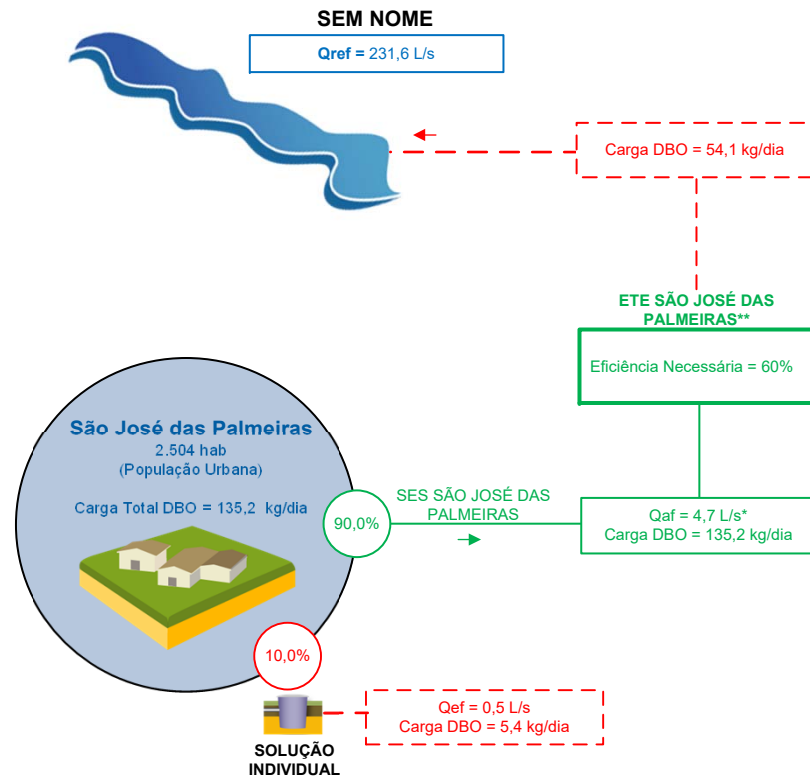 SEM NOME
Qref = 231,6 L/s
Carga DBO = 54,1 kg/dia
ETE SÃO JOSÉ DAS
PALMEIRAS**
Eficiência Necessária = 60%
São José das Palmeiras
2.504 hab
(População Urbana)
Carga Total DBO = 135,2 kg/dia
90,0%
SES SÃO JOSÉ DAS
PALMEIRAS
Qaf = 4,7 L/s*
Carga DBO = 135,2 kg/dia
10,0%
Qef = 0,5 L/s
Carga DBO = 5,4 kg/dia
SOLUÇÃO
INDIVIDUAL